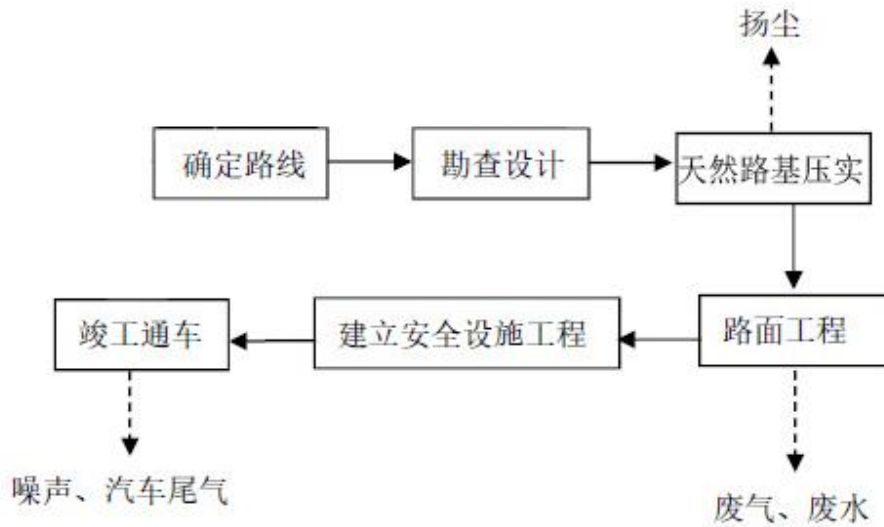 扬尘
确定路线
勘查设计
天然路基压实
竣工通车
建立安全设施工程
路面工程
噪声、汽车尾气
废气、废水